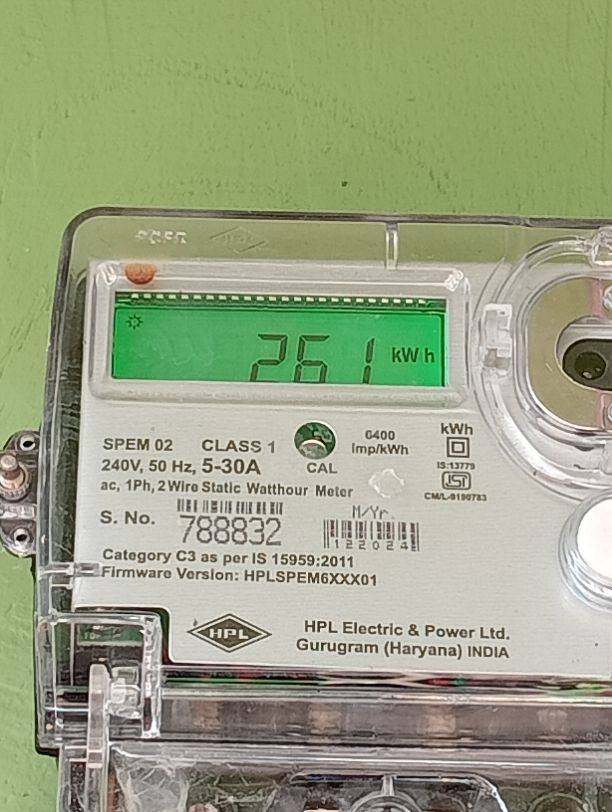 261 kWh
SPEM 02 CLASS 1
240V, 50 Hz, 5-30A
ac, 1Ph, 2 Wire Static Watthour Meter
CAL
6400
Imp/kWh
kWh
IS:13779
ISI
CM/L-9190783
S. No.
788832
M/Yr.
122024
Category C3 as per IS 15959:2011
Firmware Version: HPLSPEM6XXX01
HPL
HPL Electric & Power Ltd.
Gurugram (Haryana) INDIA